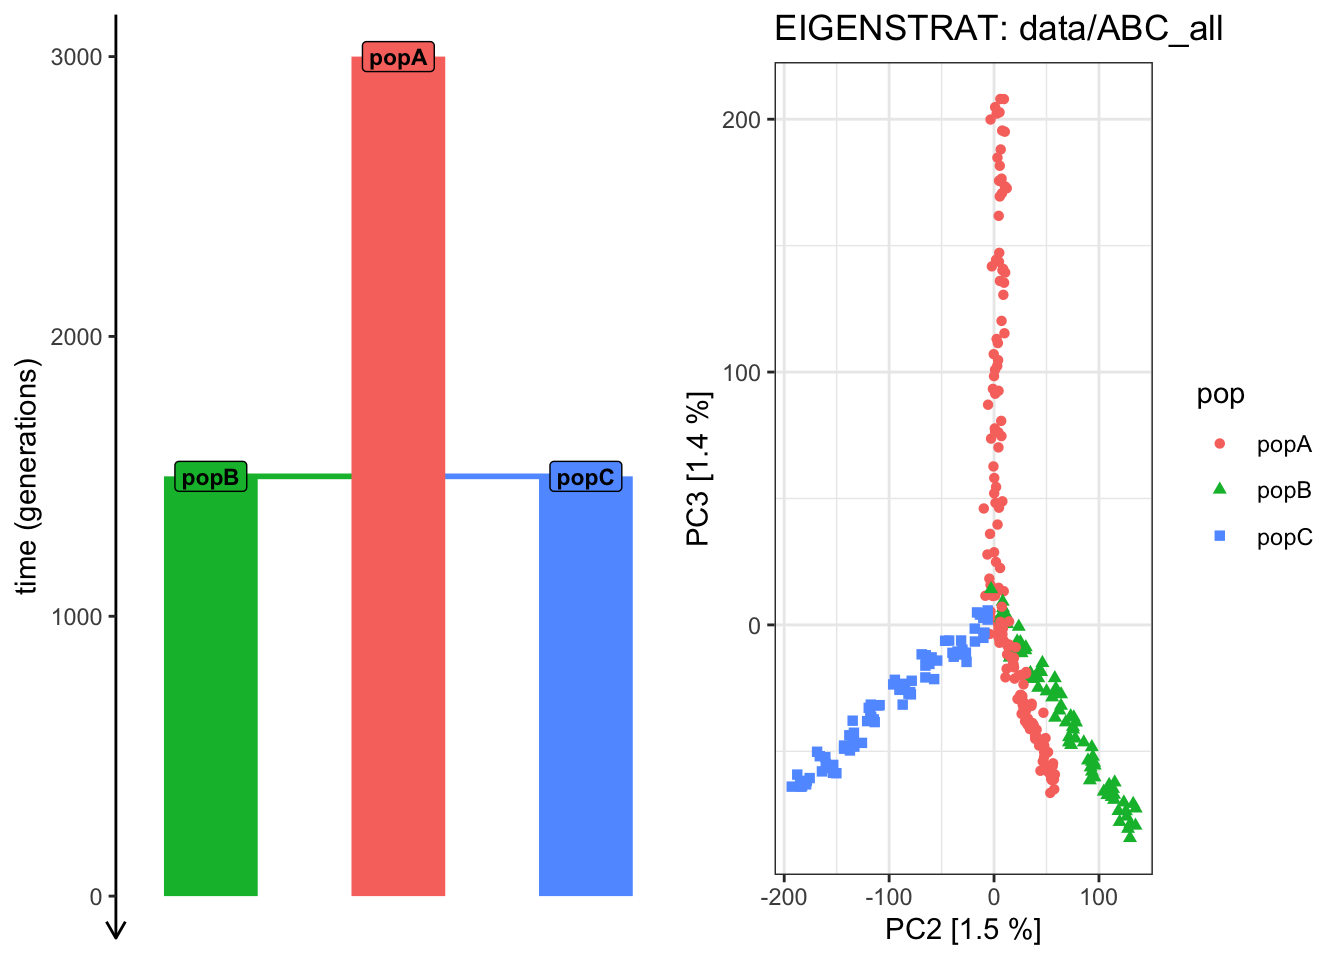 time (generations)
3000
2000
1000
0
popA
popB
popC
EIGENSTRAT: data/ABC_all
PC3 [1.4 %]
200
100
0
-200
-100
0
100
PC2 [1.5 %]
pop
popA
popB
popC